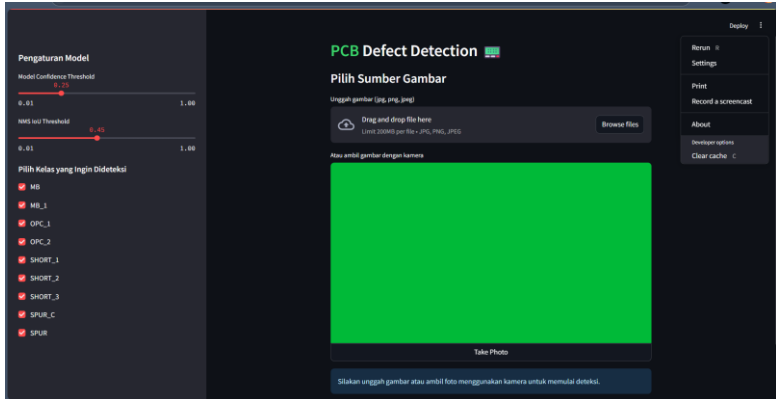 Deploy
Pengaturan Model
Model Confidence Threshold
0.25
0.01 1.00
NMS IoU Threshold
0.45
0.01 1.00
Pilih Kelas yang Ingin Dideteksi
MB
MB_1
OPC_1
OPC_2
SHORT_1
SHORT_2
SHORT_3
SPUR_C
SPUR
PCB Defect Detection
Pilih Sumber Gambar
Unggah gambar (jpg, png, jpeg)
Drag and drop file here
Limit 200MB per file • JPG, PNG, JPEG
Browse files
Atau ambil gambar dengan kamera
Take Photo
Silakan unggah gambar atau ambil foto menggunakan kamera untuk memulai deteksi.
Rerun R
Settings
Print
Record a screencast
About
Developer options
Clear cache C